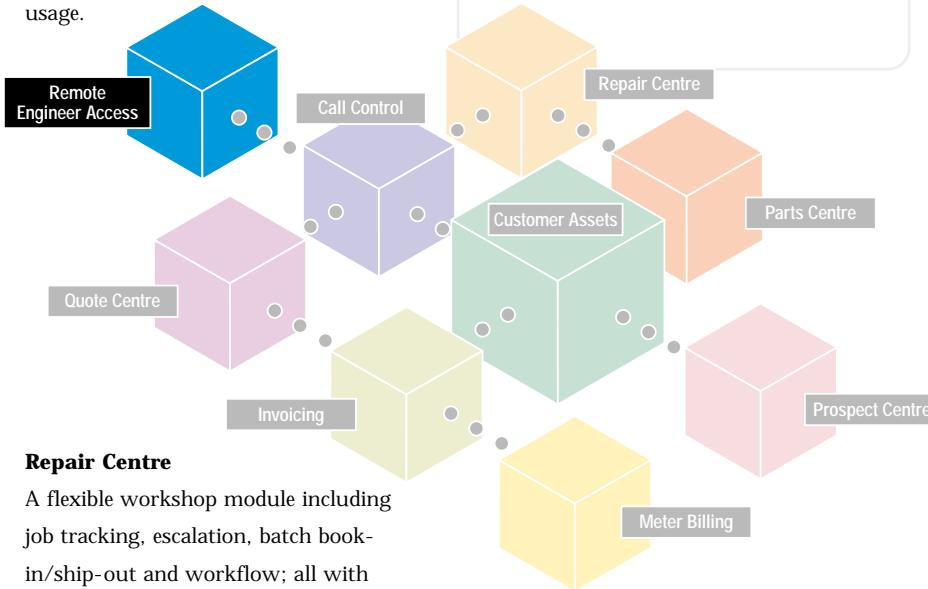 usage.
Remote
Engineer Access
Call Control
Repair Centre
Customer Assets
Parts Centre
Quote Centre
Invoicing
Prospect Centre
Meter Billing
Repair Centre
A flexible workshop module including
job tracking, escalation, batch book-
in/ship-out and workflow; all with